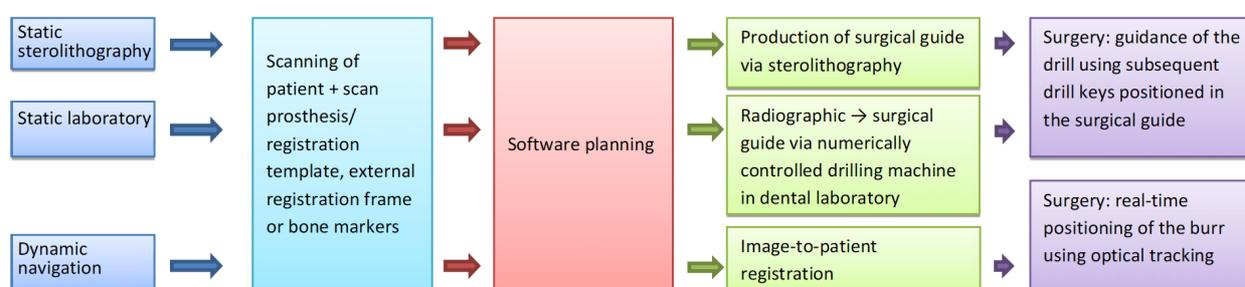 Static
sterolithography
Static laboratory
Dynamic
navigation
Scanning of
patient + scan
prosthesis/
registration
template, external
registration frame
or bone markers
Software planning
Production of surgical guide
via sterolithography
Radiographic → surgical
guide via numerically
controlled drilling machine
in dental laboratory
Image-to-patient
registration
Surgery: guidance of the
drill using subsequent
drill keys positioned in
the surgical guide
Surgery: real-time
positioning of the burr
using optical tracking